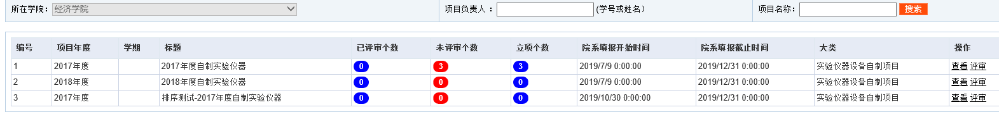 所在学院： 经济学院 项目负责人： (学号或姓名） 项目名称： 搜索
编号 项目年度 学期 标题 已评审个数 未评审个数 立项个数 院系填报开始时间 院系填报截止时间 大类 操作
1 2017年度 2017年度自制实验仪器 0 3 3 2019/7/9 0:00:00 2019/12/31 0:00:00 实验仪器设备自制项目 查看 评审
2 2018年度 2018年度自制实验仪器 0 0 0 2019/7/9 0:00:00 2019/12/31 0:00:00 实验仪器设备自制项目 查看 评审
3 2017年度 排序测试-2017年度自制实验仪器 0 0 0 2019/10/30 0:00:00 2019/12/31 0:00:00 实验仪器设备自制项目 查看 评审